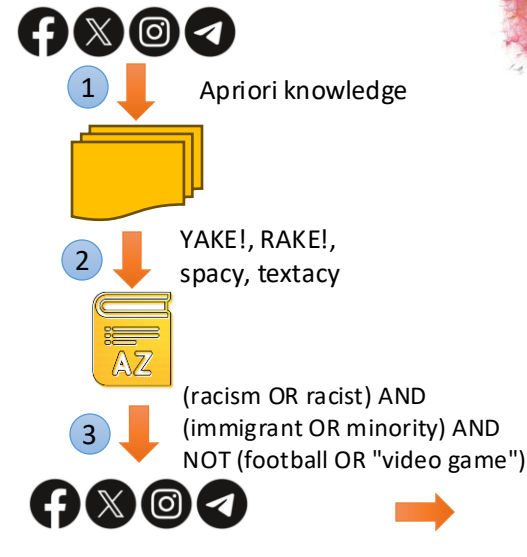 1
Apriori knowledge
2
YAKE!, RAKE!,
spacy, textacy
AZ
3
(racism OR racist) AND
(immigrant OR minority) AND
NOT (football OR "video game")